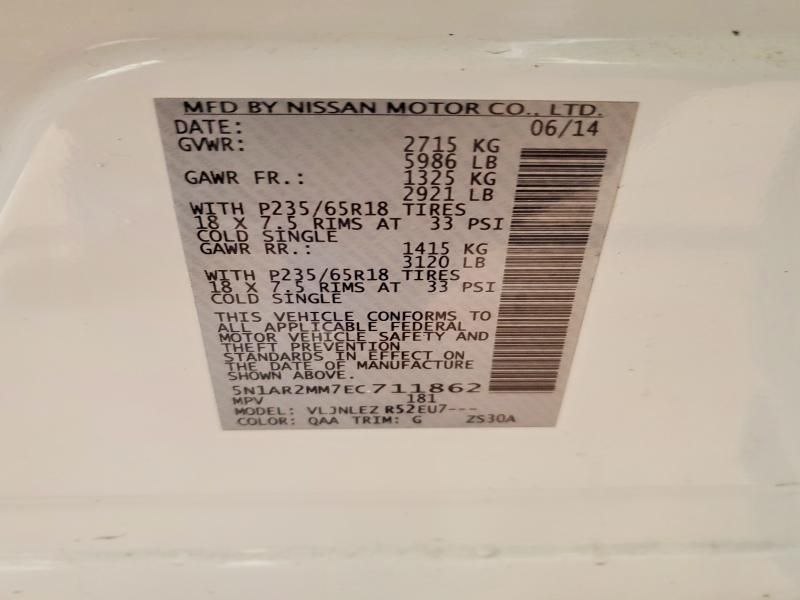 MFD BY NISSAN MOTOR CO., LTD.
DATE: 06/14
GVWR: 2715 KG
5986 LB
GAWR FR.: 1325 KG
2921 LB
WITH P235/65R18 TIRES
18 X 7.5 RIMS AT 33 PSI
COLD SINGLE
GAWR RR.: 1415 KG
3120 LB
WITH P235/65R18 TIRES
18 X 7.5 RIMS AT 33 PSI
COLD SINGLE
THIS VEHICLE CONFORMS TO
ALL APPLICABLE FEDERAL
MOTOR VEHICLE SAFETY AND
THEFT PREVENTION
STANDARDS IN EFFECT ON
THE DATE OF MANUFACTURE
SHOWN ABOVE.
5N1AR2MM7EC711862
MPV 181
MODEL: VLJNLEZ R52EU7---
COLOR: QAA TRIM: G ZS30A